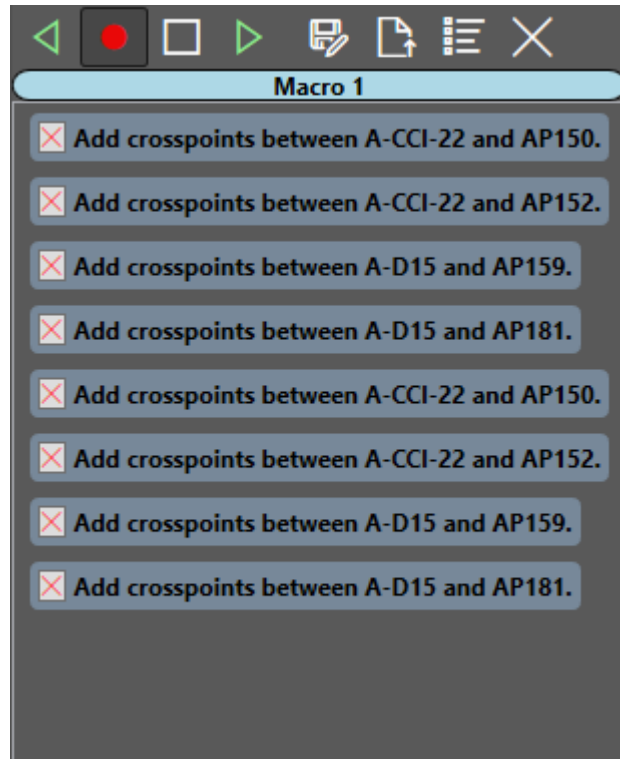 Macro 1
Add crosspoints between A-CCI-22 and AP150.
Add crosspoints between A-CCI-22 and AP152.
Add crosspoints between A-D15 and AP159.
Add crosspoints between A-D15 and AP181.
Add crosspoints between A-CCI-22 and AP150.
Add crosspoints between A-CCI-22 and AP152.
Add crosspoints between A-D15 and AP159.
Add crosspoints between A-D15 and AP181.